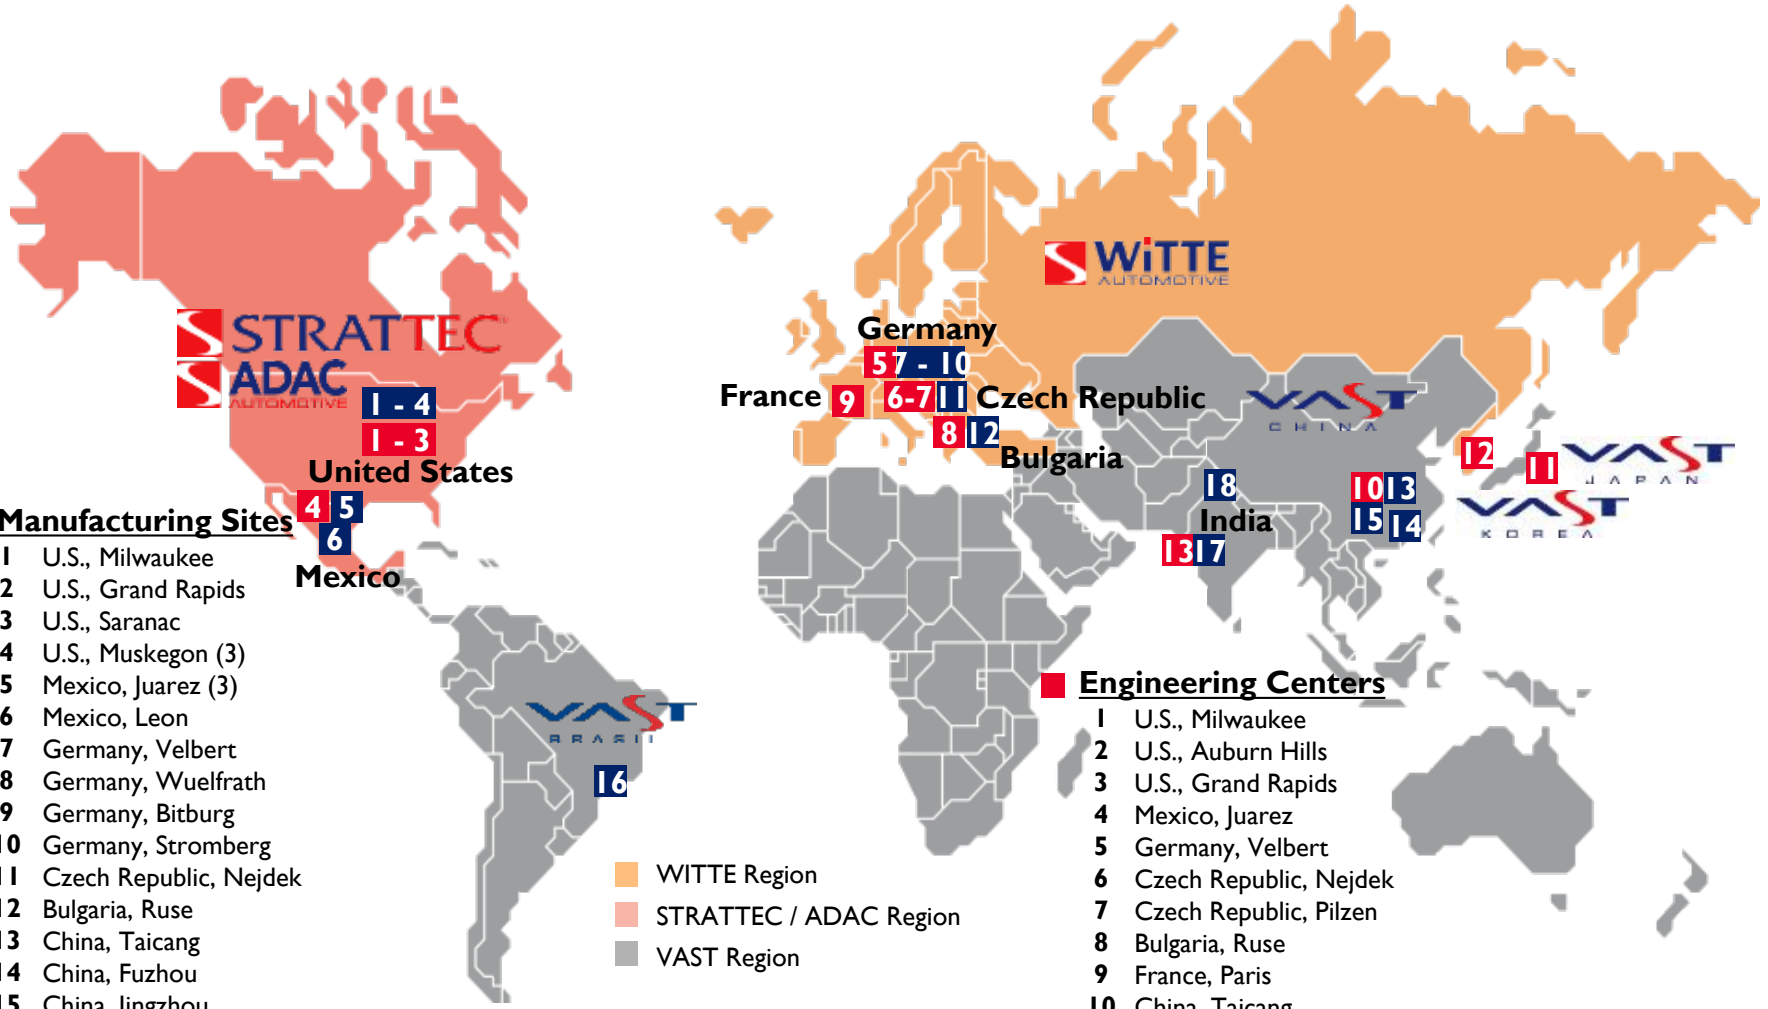 WiTTE
AUTOMOTIVE
STRATTEC
ADAC
AUTOMOTIVE
1 - 4
1 - 3
United States
4 5
6
Mexico
Germany
5 7 - 10
France 9 6-7 11 Czech Republic
8 12
Bulgaria
VAST
CHINA
12
11
VAST
JAPAN
VAST
KOREA
18
India
13 17
10 13
15 14
VAST
BRASIL
16
Manufacturing Sites
1 U.S., Milwaukee
2 U.S., Grand Rapids
3 U.S., Saranac
4 U.S., Muskegon (3)
5 Mexico, Juarez (3)
6 Mexico, Leon
7 Germany, Velbert
8 Germany, Wuelfrath
9 Germany, Bitburg
10 Germany, Stromberg
11 Czech Republic, Nejdek
12 Bulgaria, Ruse
13 China, Taicang
14 China, Fuzhou
15 China, Jingzhou
WITTE Region
STRATTEC / ADAC Region
VAST Region
Engineering Centers
1 U.S., Milwaukee
2 U.S., Auburn Hills
3 U.S., Grand Rapids
4 Mexico, Juarez
5 Germany, Velbert
6 Czech Republic, Nejdek
7 Czech Republic, Pilzen
8 Bulgaria, Ruse
9 France, Paris
10 China, Taicang